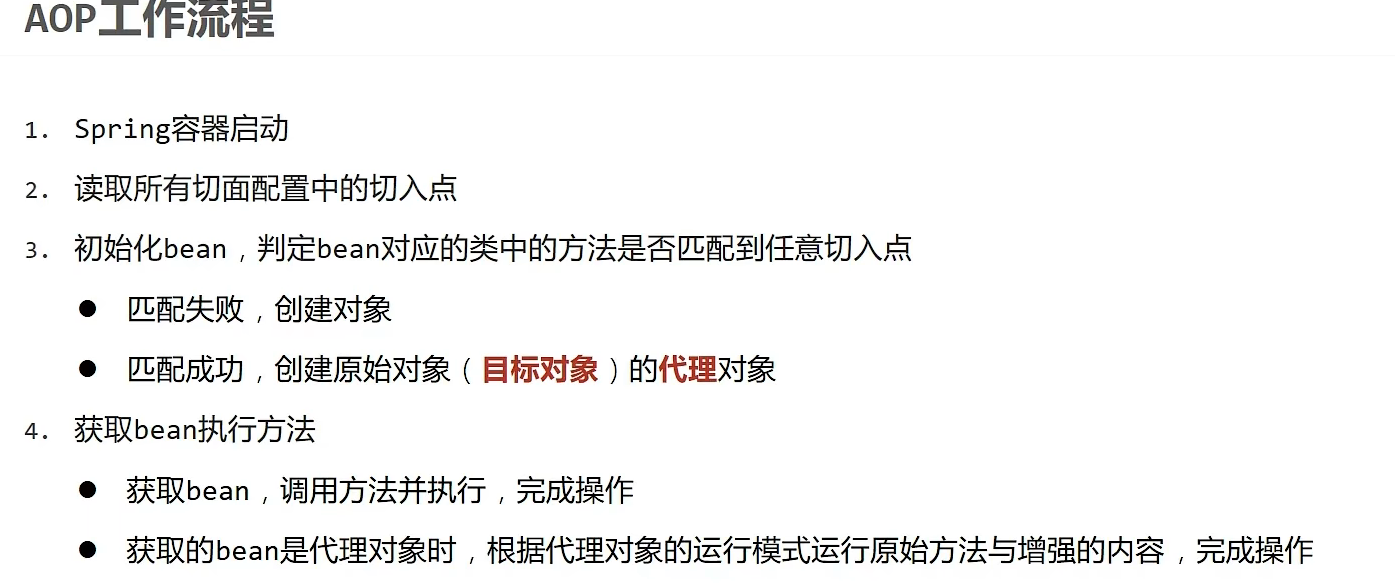 AOP工作流程
1. Spring容器启动
2. 读取所有切面配置中的切入点
3. 初始化bean，判定bean对应的类中的方法是否匹配到任意切入点
● 匹配失败，创建对象
● 匹配成功，创建原始对象（目标对象）的代理对象
4. 获取bean执行方法
● 获取bean，调用方法并执行，完成操作
● 获取的bean是代理对象时，根据代理对象的运行模式运行原始方法与增强的内容，完成操作